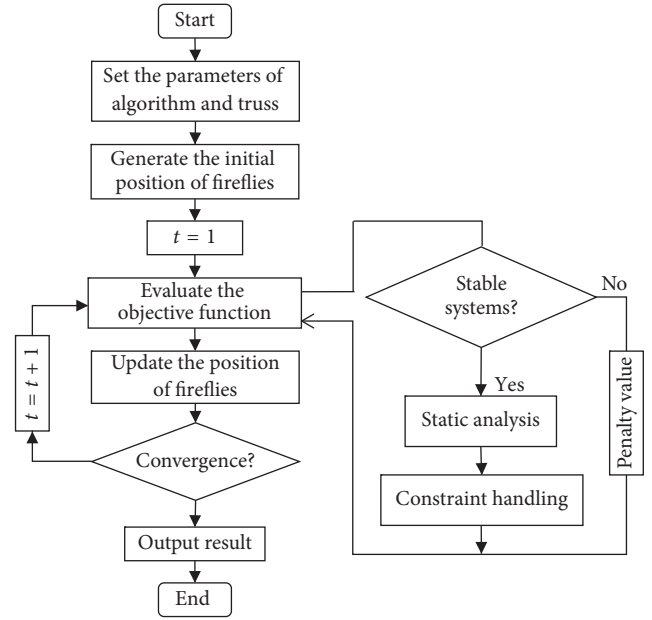 Start
Set the parameters of
algorithm and truss
Generate the initial
position of fireflies
t = 1
Evaluate the
objective function
Update the position
of fireflies
t = t + 1
Convergence?
Output result
End
Stable
systems?
No
Yes
Static analysis
Penalty value
Constraint handling